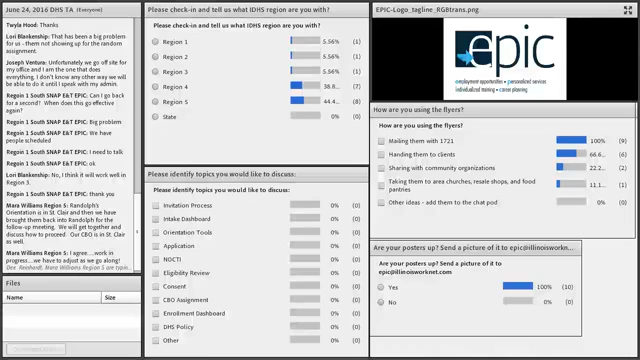 June 24, 2016 DHS TA (Everyone)
Twyla Hood: Thanks
Lori Blankenship: That has been a big problem
for us - them not showing up for the random
assignment.
Joseph Ventura: Unfortunately we go off site for
my office and I am the one that does
everything, I don't know any other way we will
be able to do it until I speak with my admin.
Regoin 1 South SNAP E&T EPIC: Can I go back
for a second? When does this go effective
again?
Regoin 1 South SNAP E&T EPIC: Big problem
Regoin 1 South SNAP E&T EPIC: We have
people scheduled
Regoin 1 South SNAP E&T EPIC: I need to talk
Regoin 1 South SNAP E&T EPIC: ok
Lori Blankenship: No, I think it will work well in
Region 3.
Regoin 1 South SNAP E&T EPIC: thank you
Mara Williams Region 5: Randolph's
Orientation is in St. Clair and then we have
brought them back into Randolph for the
follow-up meeting. We will get together and
discuss how to proceed. Our CBO is in St. Clair
as well.
Mara Williams Region 5: I agree....work in
progress...we have to adjust as we go along!
Dee Reinhardt, Mara Williams Region 5 are typin..
Files
Name Size
Please check-in and tell us what IDHS region are you with?
Please check-in and tell us what IDHS region are you with?
Region 1 5.56% (1)
Region 2 5.56% (1)
Region 3 5.56% (1)
Region 4 38.8... (7)
Region 5 44.4... (8)
State 0% (0)
Please identify topics you would like to discuss:
Please identify topics you would like to discuss:
Invitation Process 0% (0)
Intake Dashboard 0% (0)
Orientation Tools 0% (0)
Application 0% (0)
NOCTI 0% (0)
Eligibility Review 0% (0)
Consent 0% (0)
CBO Assignment 0% (0)
Enrollment Dashboard 0% (0)
DHS Policy 0% (0)
Other 0% (0)
EPIC-Logo_tagline_RGBtrans.png
epic
employment opportunities • personalized services
individualized training • career planning
How are you using the flyers?
How are you using the flyers?
Mailing them with 1721 100% (9)
Handing them to clients 66.6... (6)
Sharing with community organizations 22.2... (2)
Taking them to area churches, resale shops, and food
pantries 11.1... (1)
Other ideas - add them to the chat pod. 0% (0)
Are your posters up? Send a picture of it to epic@illinoisworkn...
Are your posters up? Send a picture of it to
epic@illinoisworknet.com
Yes 100% (10)
No 0% (0)